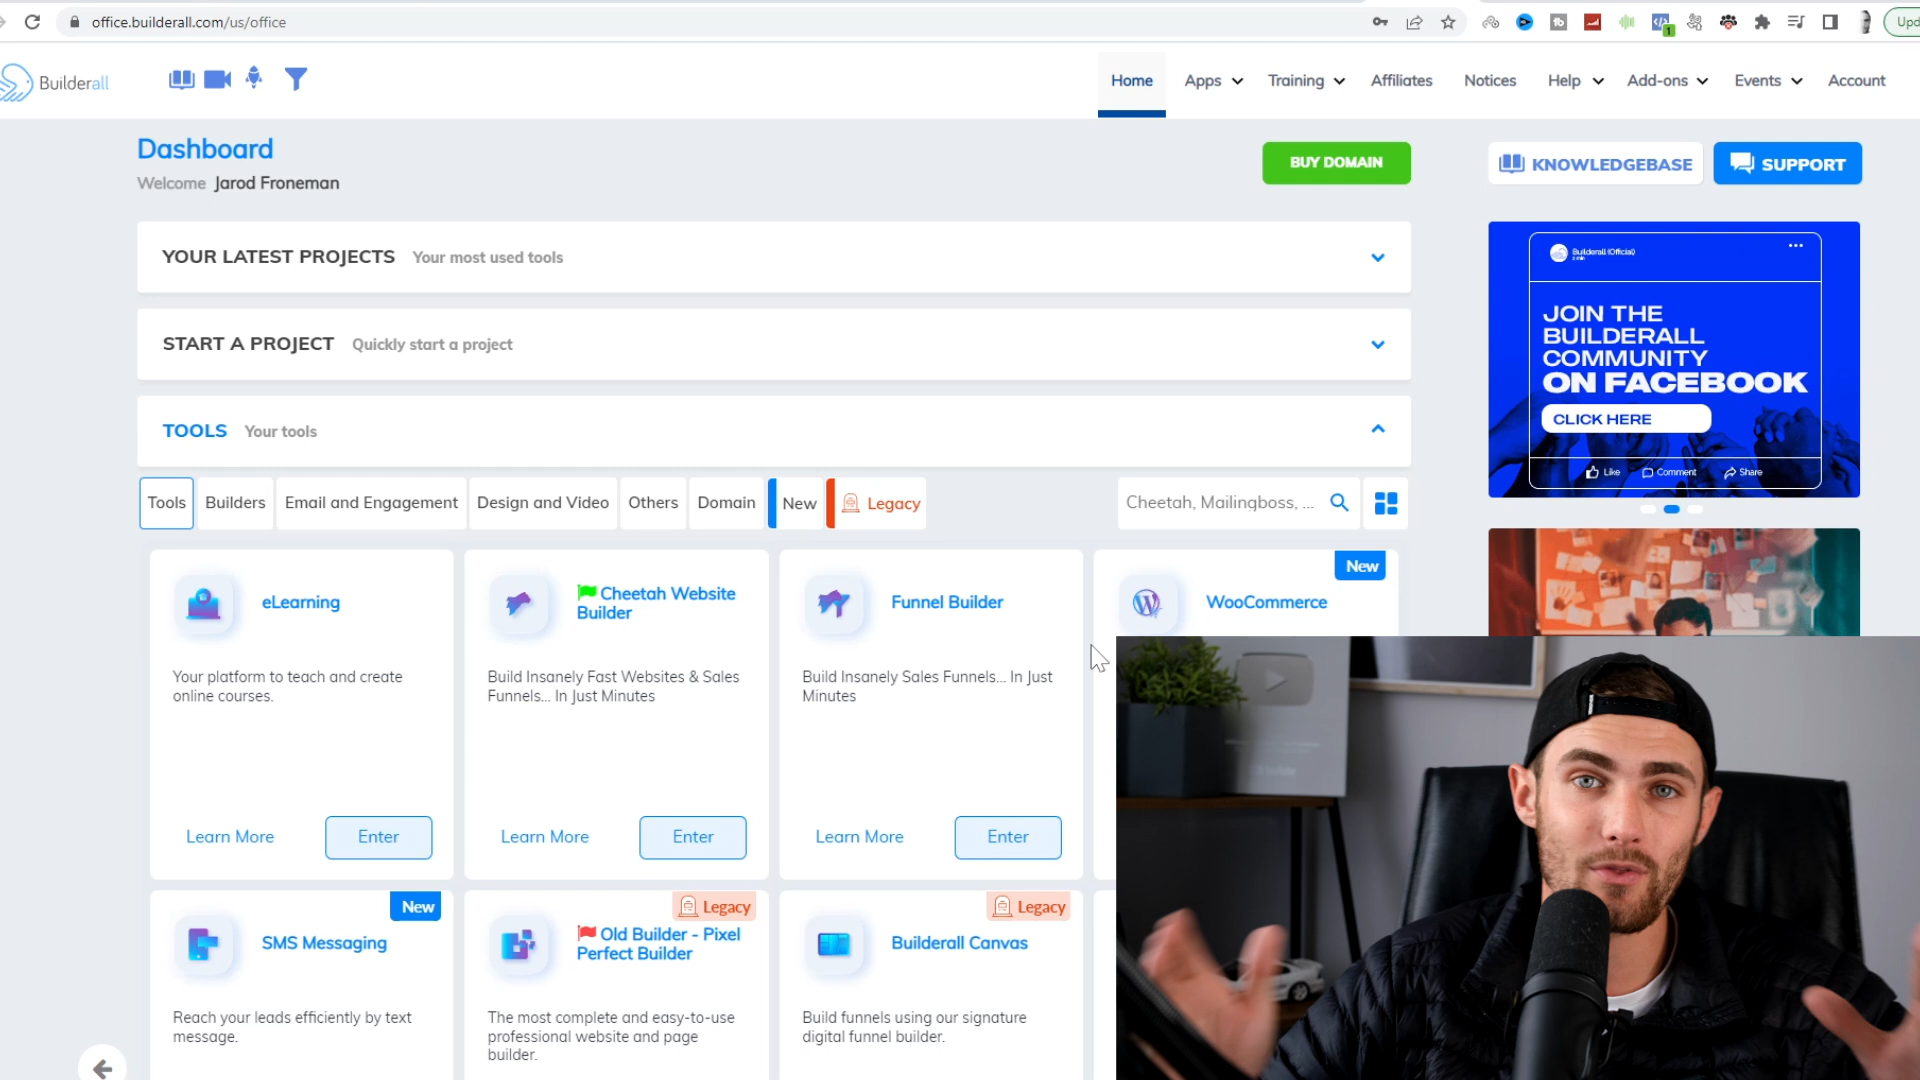 office.builderall.com/us/office
Upd
1
Builderall
Home
Apps
Training
Affiliates
Notices
Help
Add-ons
Events
Account
Dashboard
Welcome Jarod Froneman
BUY DOMAIN
KNOWLEDGEBASE
SUPPORT
YOUR LATEST PROJECTS Your most used tools
START A PROJECT Quickly start a project
TOOLS Your tools
Builderall (Official)
2 min
JOIN THE
BUILDERALL
COMMUNITY
ON FACEBOOK
CLICK HERE
Like Comment Share
Tools
Builders
Email and Engagement
Design and Video
Others
Domain
New
Legacy
Cheetah, Mailingboss, ...
eLearning
Your platform to teach and create
online courses.
Learn More
Enter
Cheetah Website
Builder
Build Insanely Fast Websites & Sales
Funnels... In Just Minutes
Learn More
Enter
Funnel Builder
Build Insanely Sales Funnels... In Just
Minutes
Learn More
Enter
New
WooCommerce
New
SMS Messaging
Reach your leads efficiently by text
message.
Legacy
Old Builder - Pixel
Perfect Builder
The most complete and easy-to-use
professional website and page
builder.
Legacy
Builderall Canvas
Build funnels using our signature
digital funnel builder.